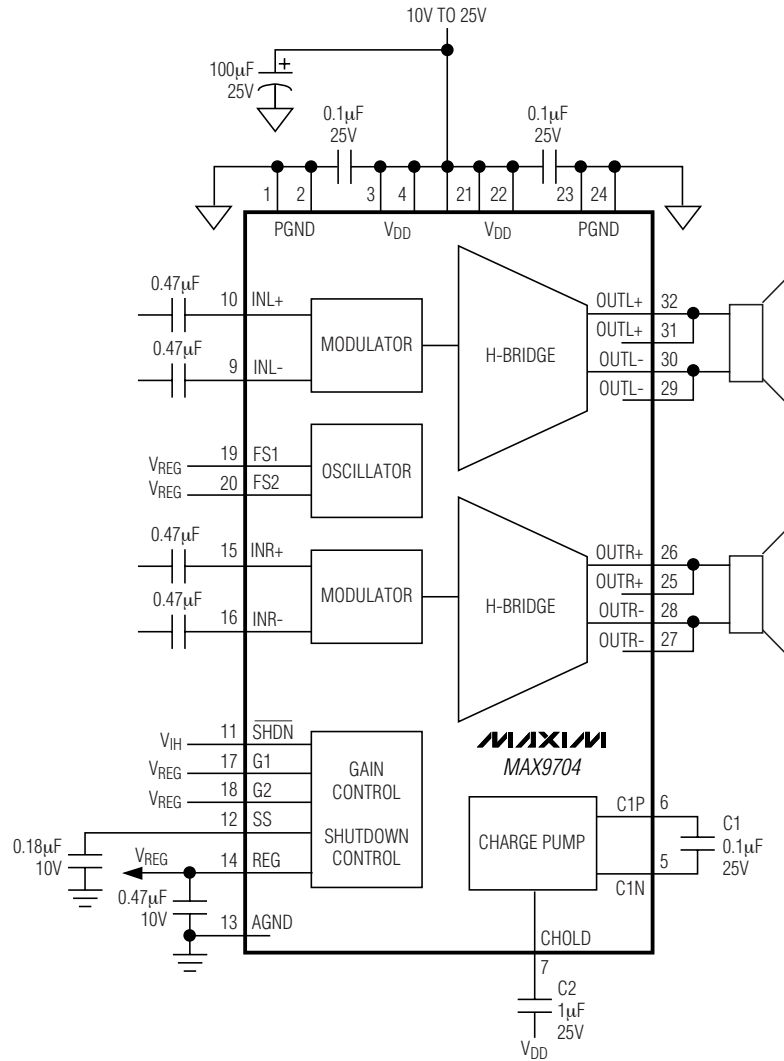 10V TO 25V
100µF
25V
+
0.1µF
25V
0.1µF
25V
1
2
3
4
21
22
23
24
PGND
VDD
VDD
PGND
0.47µF
10
INL+
0.47µF
9
INL-
MODULATOR
H-BRIDGE
OUTL+
32
OUTL+
31
OUTL-
30
OUTL-
29
VREG
19
FS1
VREG
20
FS2
OSCILLATOR
0.47µF
15
INR+
0.47µF
16
INR-
MODULATOR
H-BRIDGE
OUTR+
26
OUTR+
25
OUTR-
28
OUTR-
27
VIH
11
SHDN
VREG
17
G1
VREG
18
G2
12
SS
0.18µF
10V
VREG
14
REG
0.47µF
10V
13
AGND
GAIN
CONTROL
SHUTDOWN
CONTROL
MAXIM
MAX9704
CHARGE PUMP
C1P
6
C1
0.1µF
25V
5
C1N
CHOLD
7
C2
1µF
25V
VDD